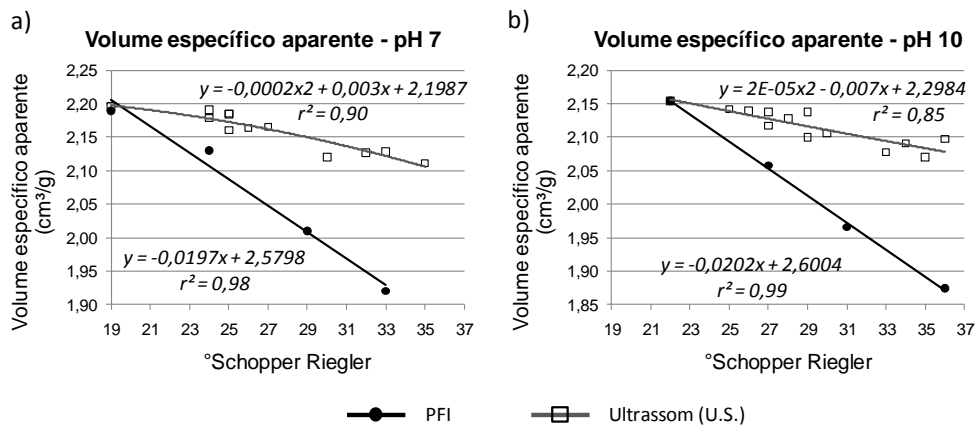 a)
Volume específico aparente - pH 7
Volume específico aparente
(cm³/g)
2,25
2,20
2,15
2,10
2,05
2,00
1,95
1,90
y = -0,0002x2 + 0,003x + 2,1987
r² = 0,90
y = -0,0197x + 2,5798
r² = 0,98
19 21 23 25 27 29 31 33 35 37
°Schopper Riegler
b)
Volume específico aparente - pH 10
Volume específico aparente
(cm³/g)
2,20
2,15
2,10
2,05
2,00
1,95
1,90
1,85
y = 2E-05x2 - 0,007x + 2,2984
r² = 0,85
y = -0,0202x + 2,6004
r² = 0,99
19 21 23 25 27 29 31 33 35 37
°Schopper Riegler
PFI
Ultrassom (U.S.)